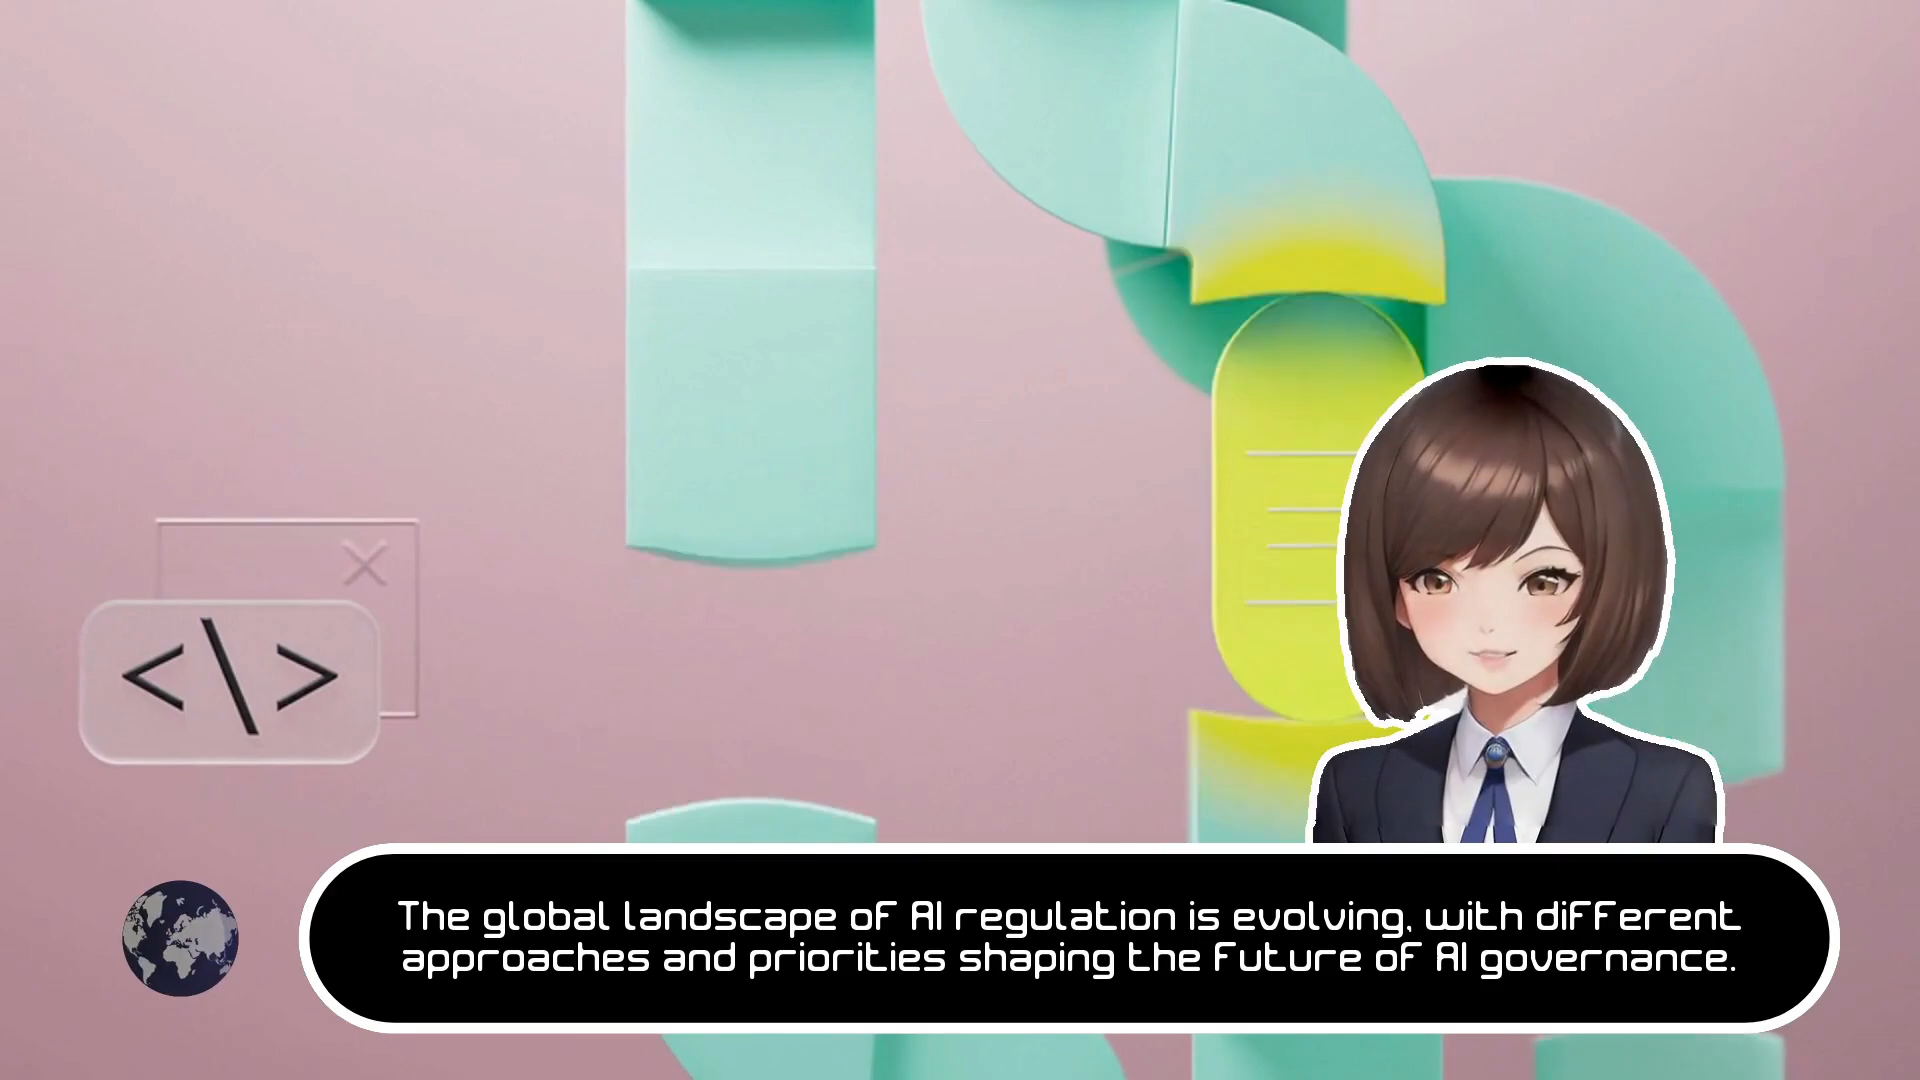 <\>
The global landscape of AI regulation is evolving, with different
approaches and priorities shaping the future of AI governance.